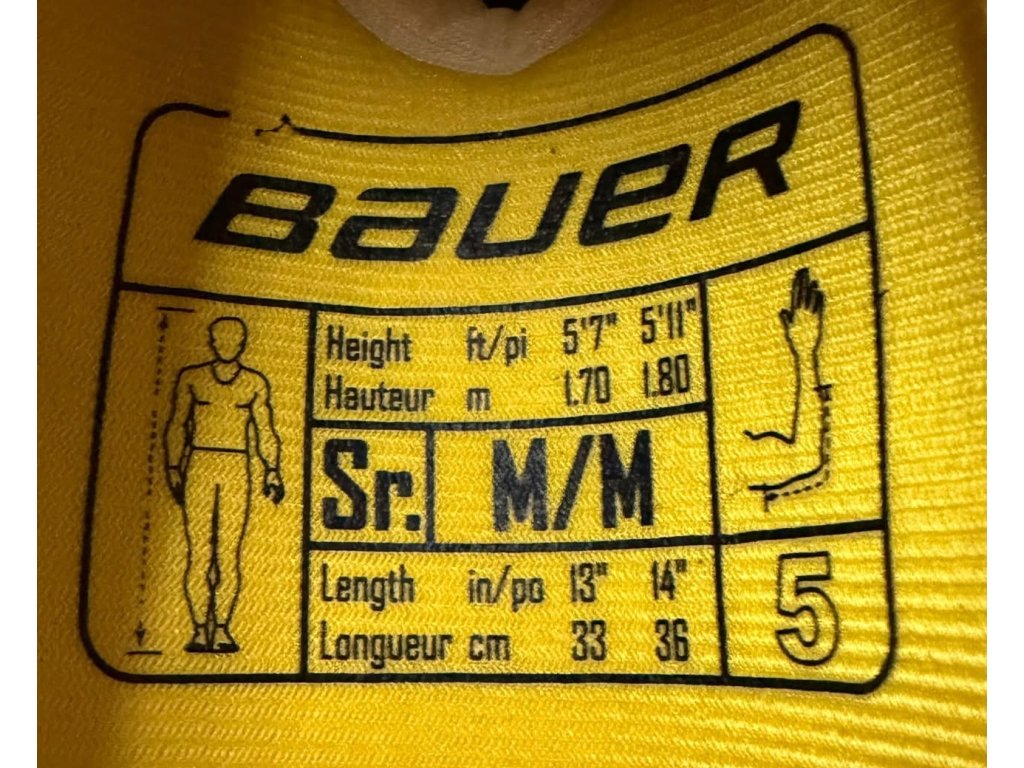 BAUER
Height ft/pi 5'7" 5'11"
Hauteur m 1.70 1.80
Sr. M/M
Length in/po 13" 14"
Longueur cm 33 36
5